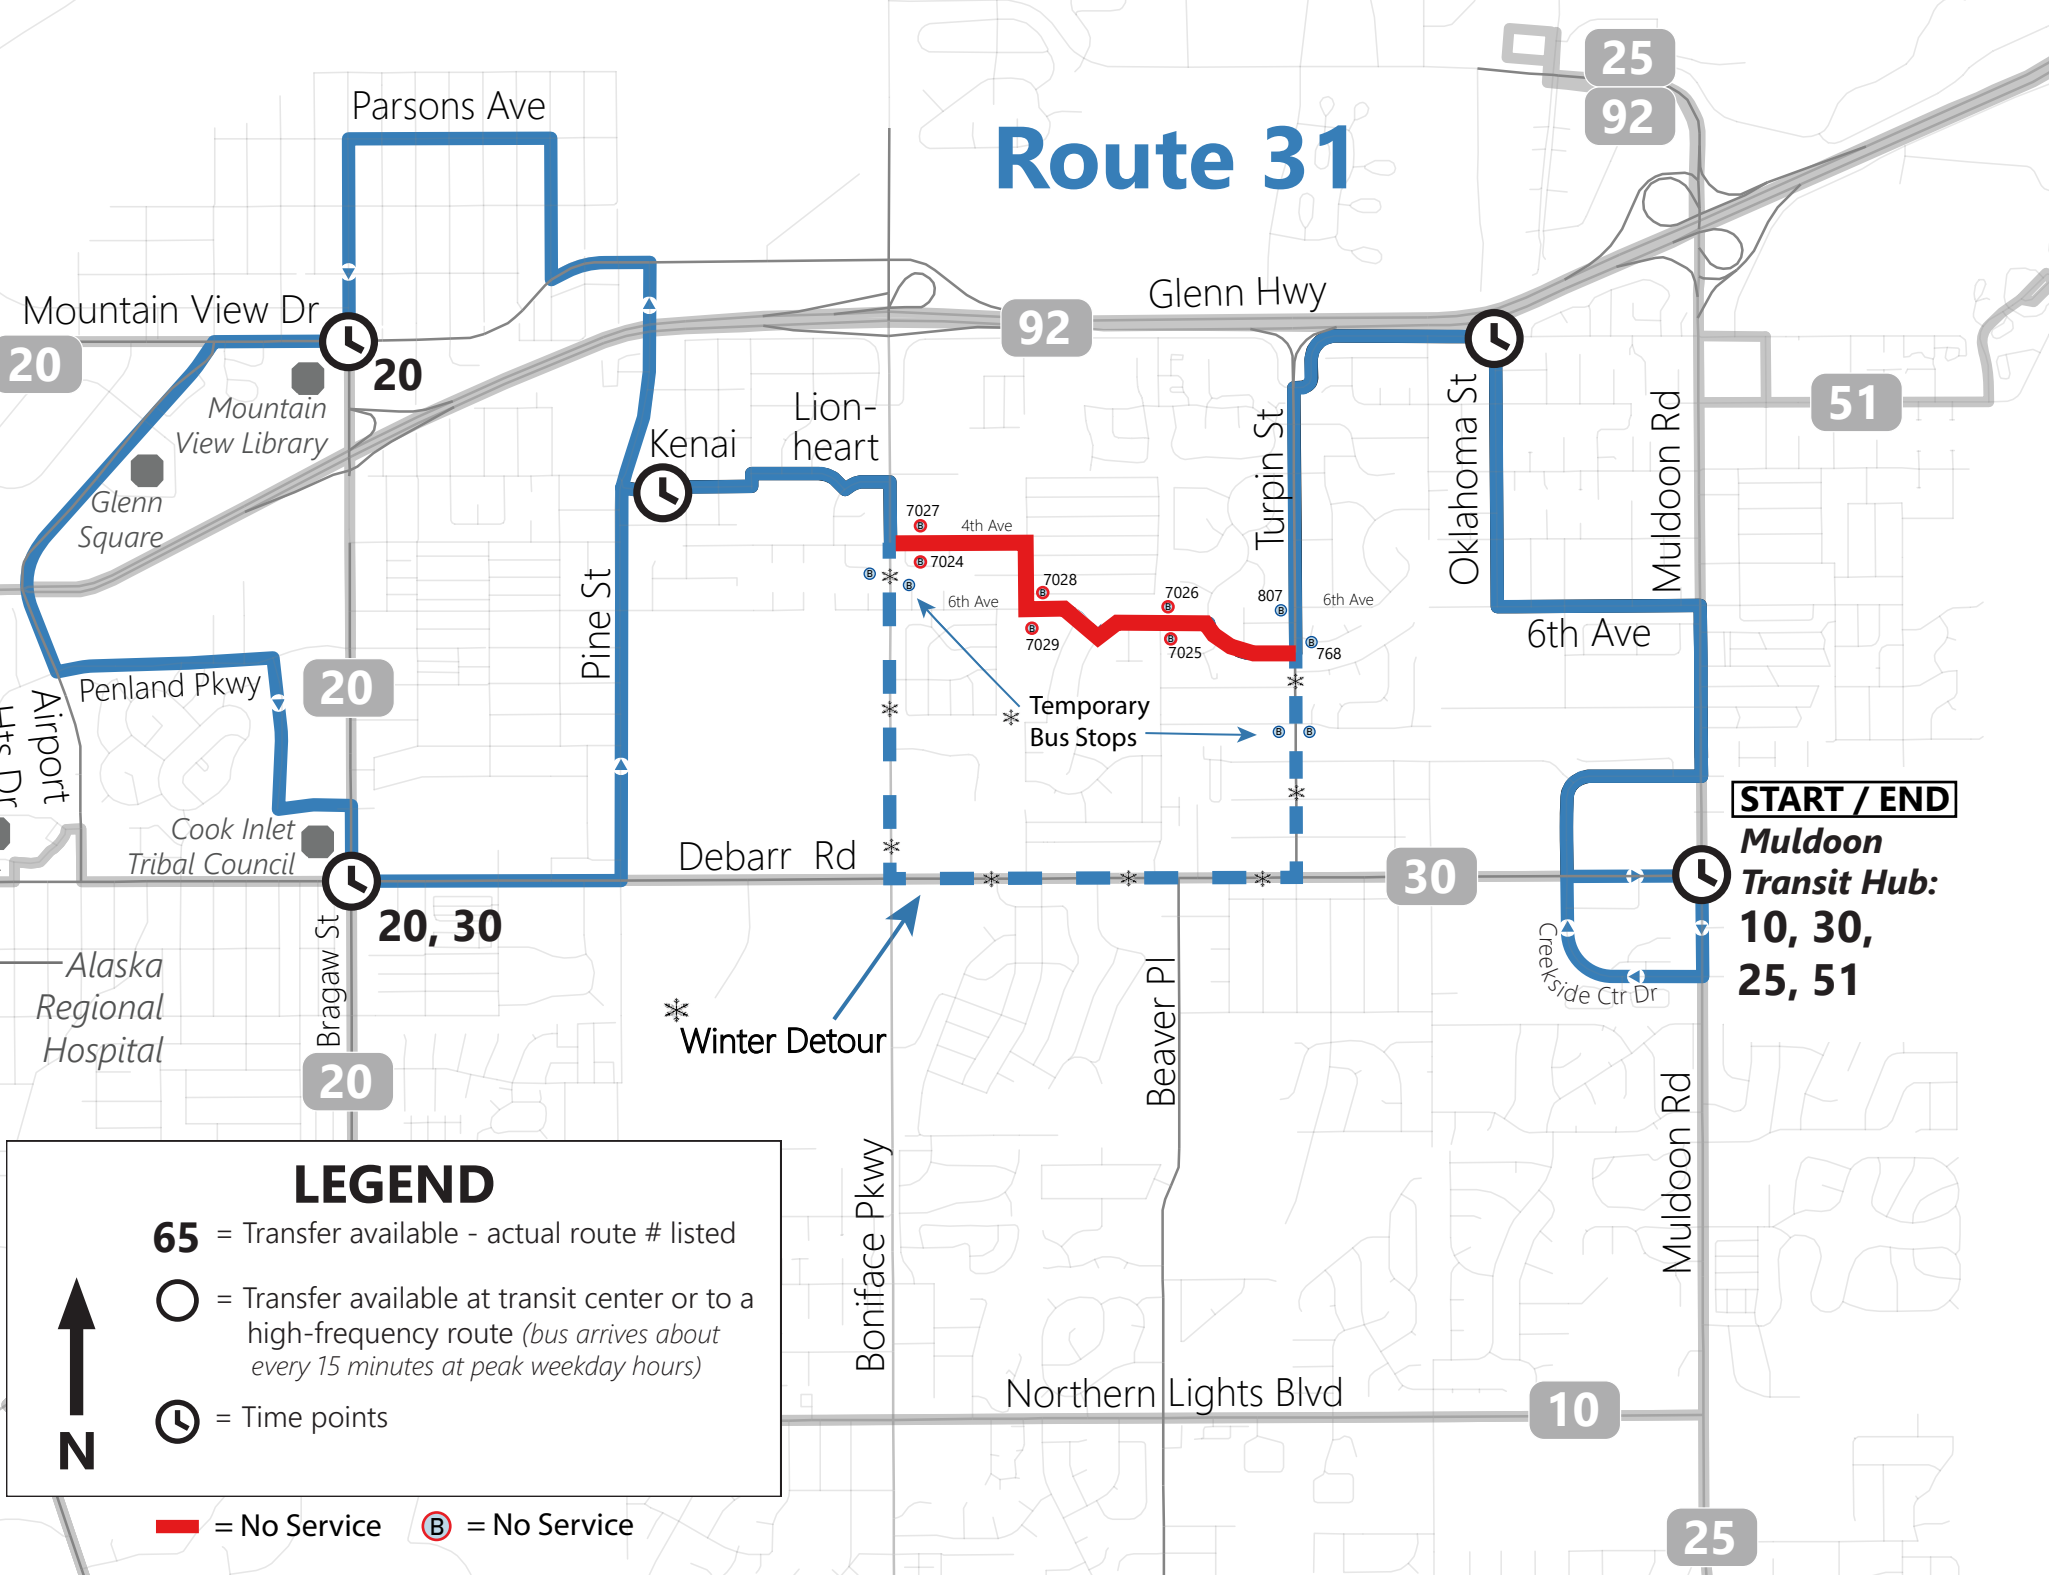 25
92
Parsons Ave
Route 31
Glenn Hwy
Mountain View Dr
92
20
20
51
Mountain
View Library
Lion-
heart
Kenai
Glenn
Square
Turpin St
Oklahoma St
Muldoon Rd
7027
B
4th Ave
B
7024
B
B
7028
B
6th Ave
7026
B
807
B
6th Ave
B
7029
B
7025
B
768
Pine St
6th Ave
Penland Pkwy
20
Airport
Hts Dr
Temporary
Bus Stops
B
B
START / END
Muldoon
Transit Hub:
10, 30,
25, 51
Cook Inlet
Tribal Council
Debarr Rd
30
20, 30
Bragaw St
Creekside Ctr Dr
Alaska
Regional
Hospital
Winter Detour
Beaver Pl
20
Muldoon Rd
Boniface Pkwy
LEGEND
65 = Transfer available - actual route # listed
= Transfer available at transit center or to a
high-frequency route (bus arrives about
every 15 minutes at peak weekday hours)
= Time points
N
Northern Lights Blvd
10
= No Service
B = No Service
25